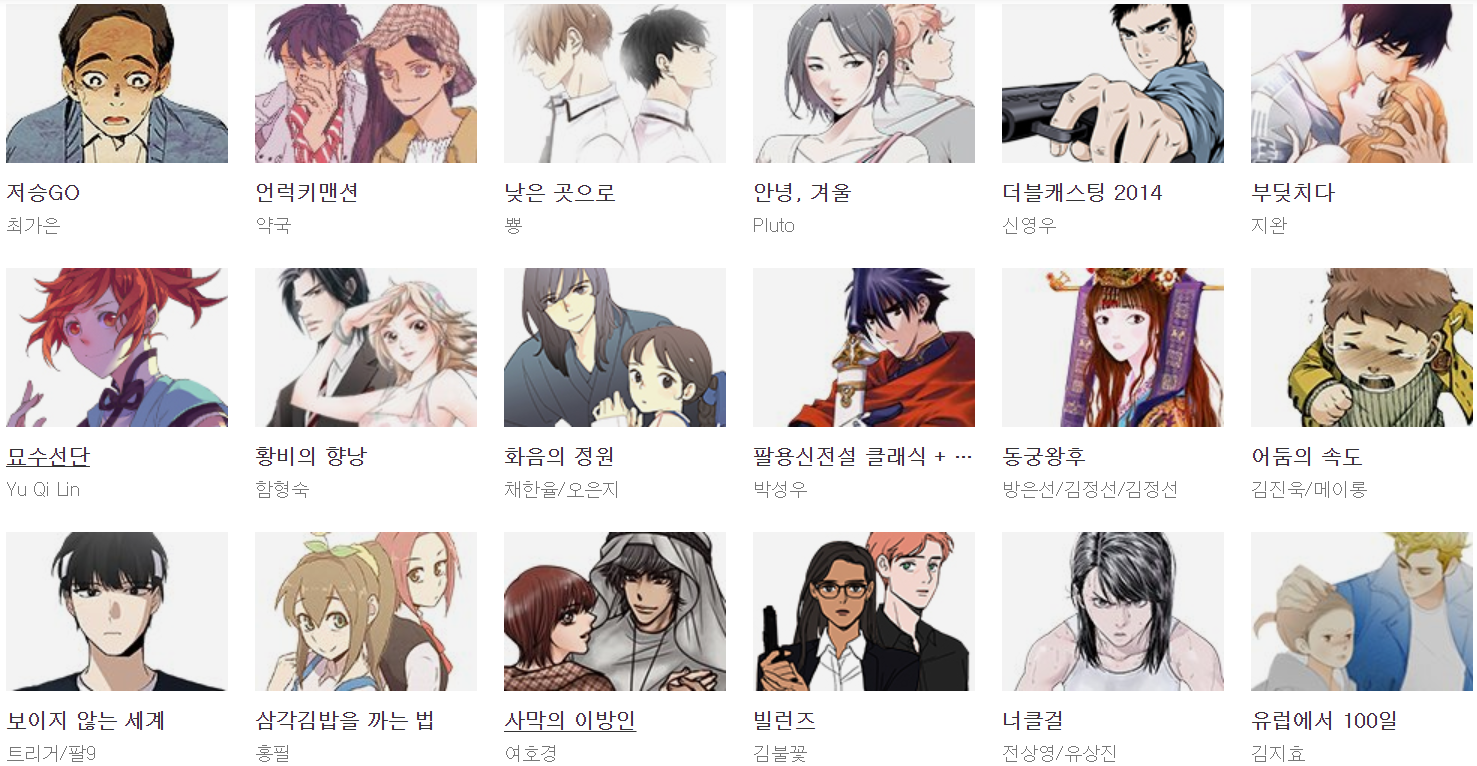 저승GO
최가은
언럭키맨션
약국
낮은 곳으로
뿅
안녕, 겨울
Pluto
더블캐스팅 2014
신영우
부딪치다
지완
묘수선단
Yu Qi Lin
황비의 향낭
함형숙
화음의 정원
채한율/오은지
팔용신전설 클래식 + ···
박성우
동궁왕후
방은선/김정선/김정선
어둠의 속도
김진욱/메이롱
보이지 않는 세계
트리거/팔9
삼각김밥을 까는 법
홍필
사막의 이방인
여호경
빌런즈
김불꽃
너클걸
전상영/유상진
유럽에서 100일
김지효